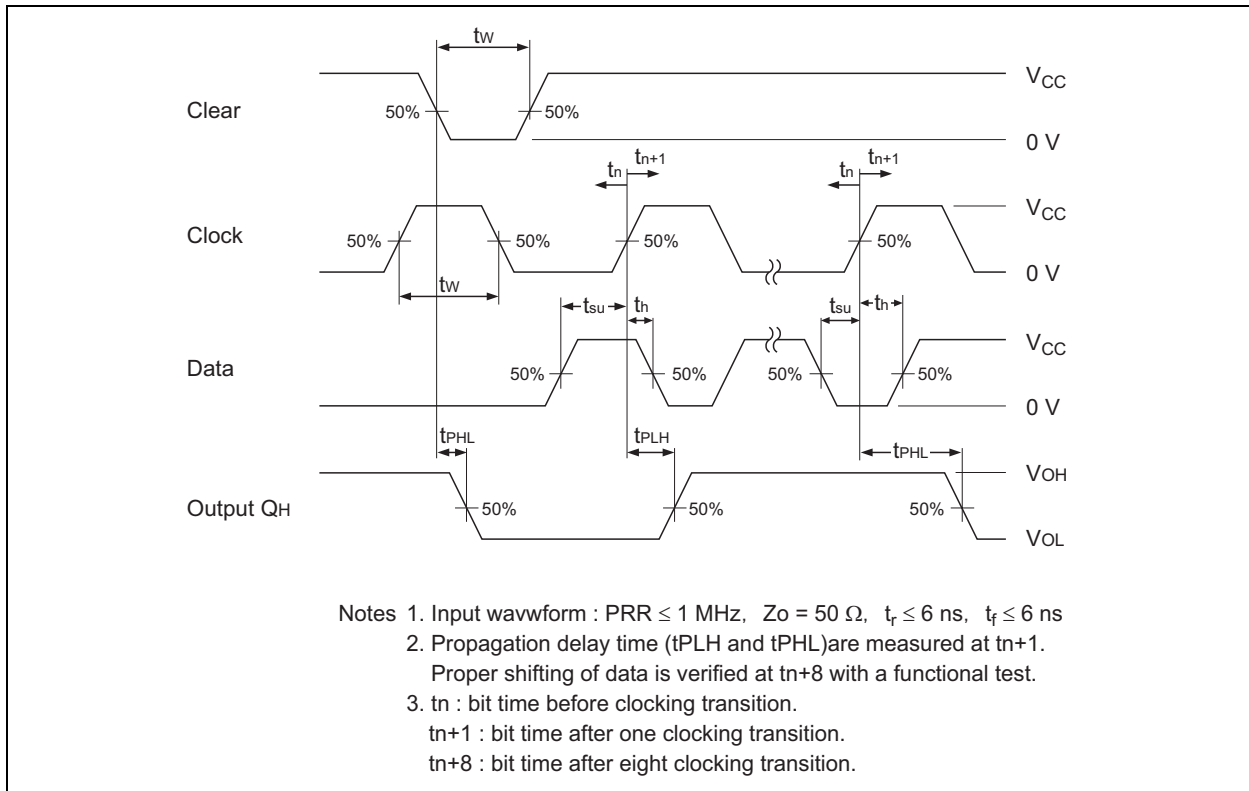 tW
VCC
Clear
50%
50%
0 V
tn
tn+1
tn
tn+1
VCC
Clock
50%
50%
50%
50%
0 V
tW
tsu
th
tsu
th
VCC
Data
50%
50%
50%
50%
0 V
tPHL
tPLH
tPHL
VOH
Output QH
50%
50%
50%
VOL
Notes 1. Input wavwform : PRR ≤ 1 MHz, Zo = 50 Ω, tr ≤ 6 ns, tf ≤ 6 ns
2. Propagation delay time (tPLH and tPHL)are measured at tn+1.
Proper shifting of data is verified at tn+8 with a functional test.
3. tn : bit time before clocking transition.
tn+1 : bit time after one clocking transition.
tn+8 : bit time after eight clocking transition.